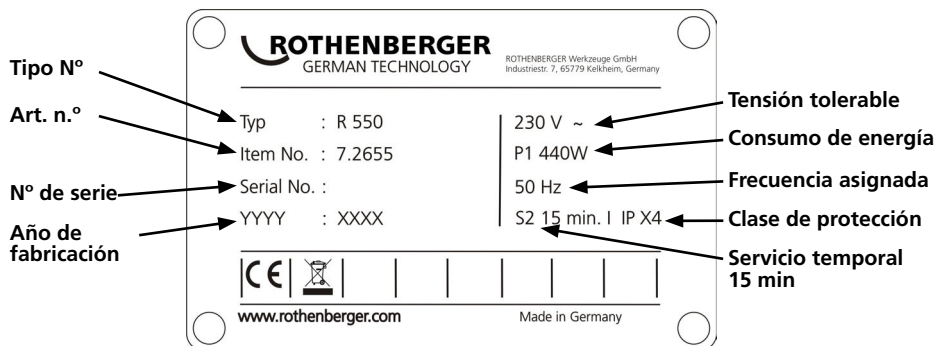 ROTHENBERGER
GERMAN TECHNOLOGY
ROTHENBERGER Werkzeuge GmbH
Industriestr. 7, 65779 Kelkheim, Germany
Tipo Nº
Art. n.º
Nº de serie
Año de
fabricación
Typ : R 550
Item No. : 7.2655
Serial No. :
YYYY : XXXX
230 V ~
P1 440W
50 Hz
S2 15 min. I IP X4
Tensión tolerable
Consumo de energía
Frecuencia asignada
Clase de protección
Servicio temporal
15 min
CE
www.rothenberger.com
Made in Germany